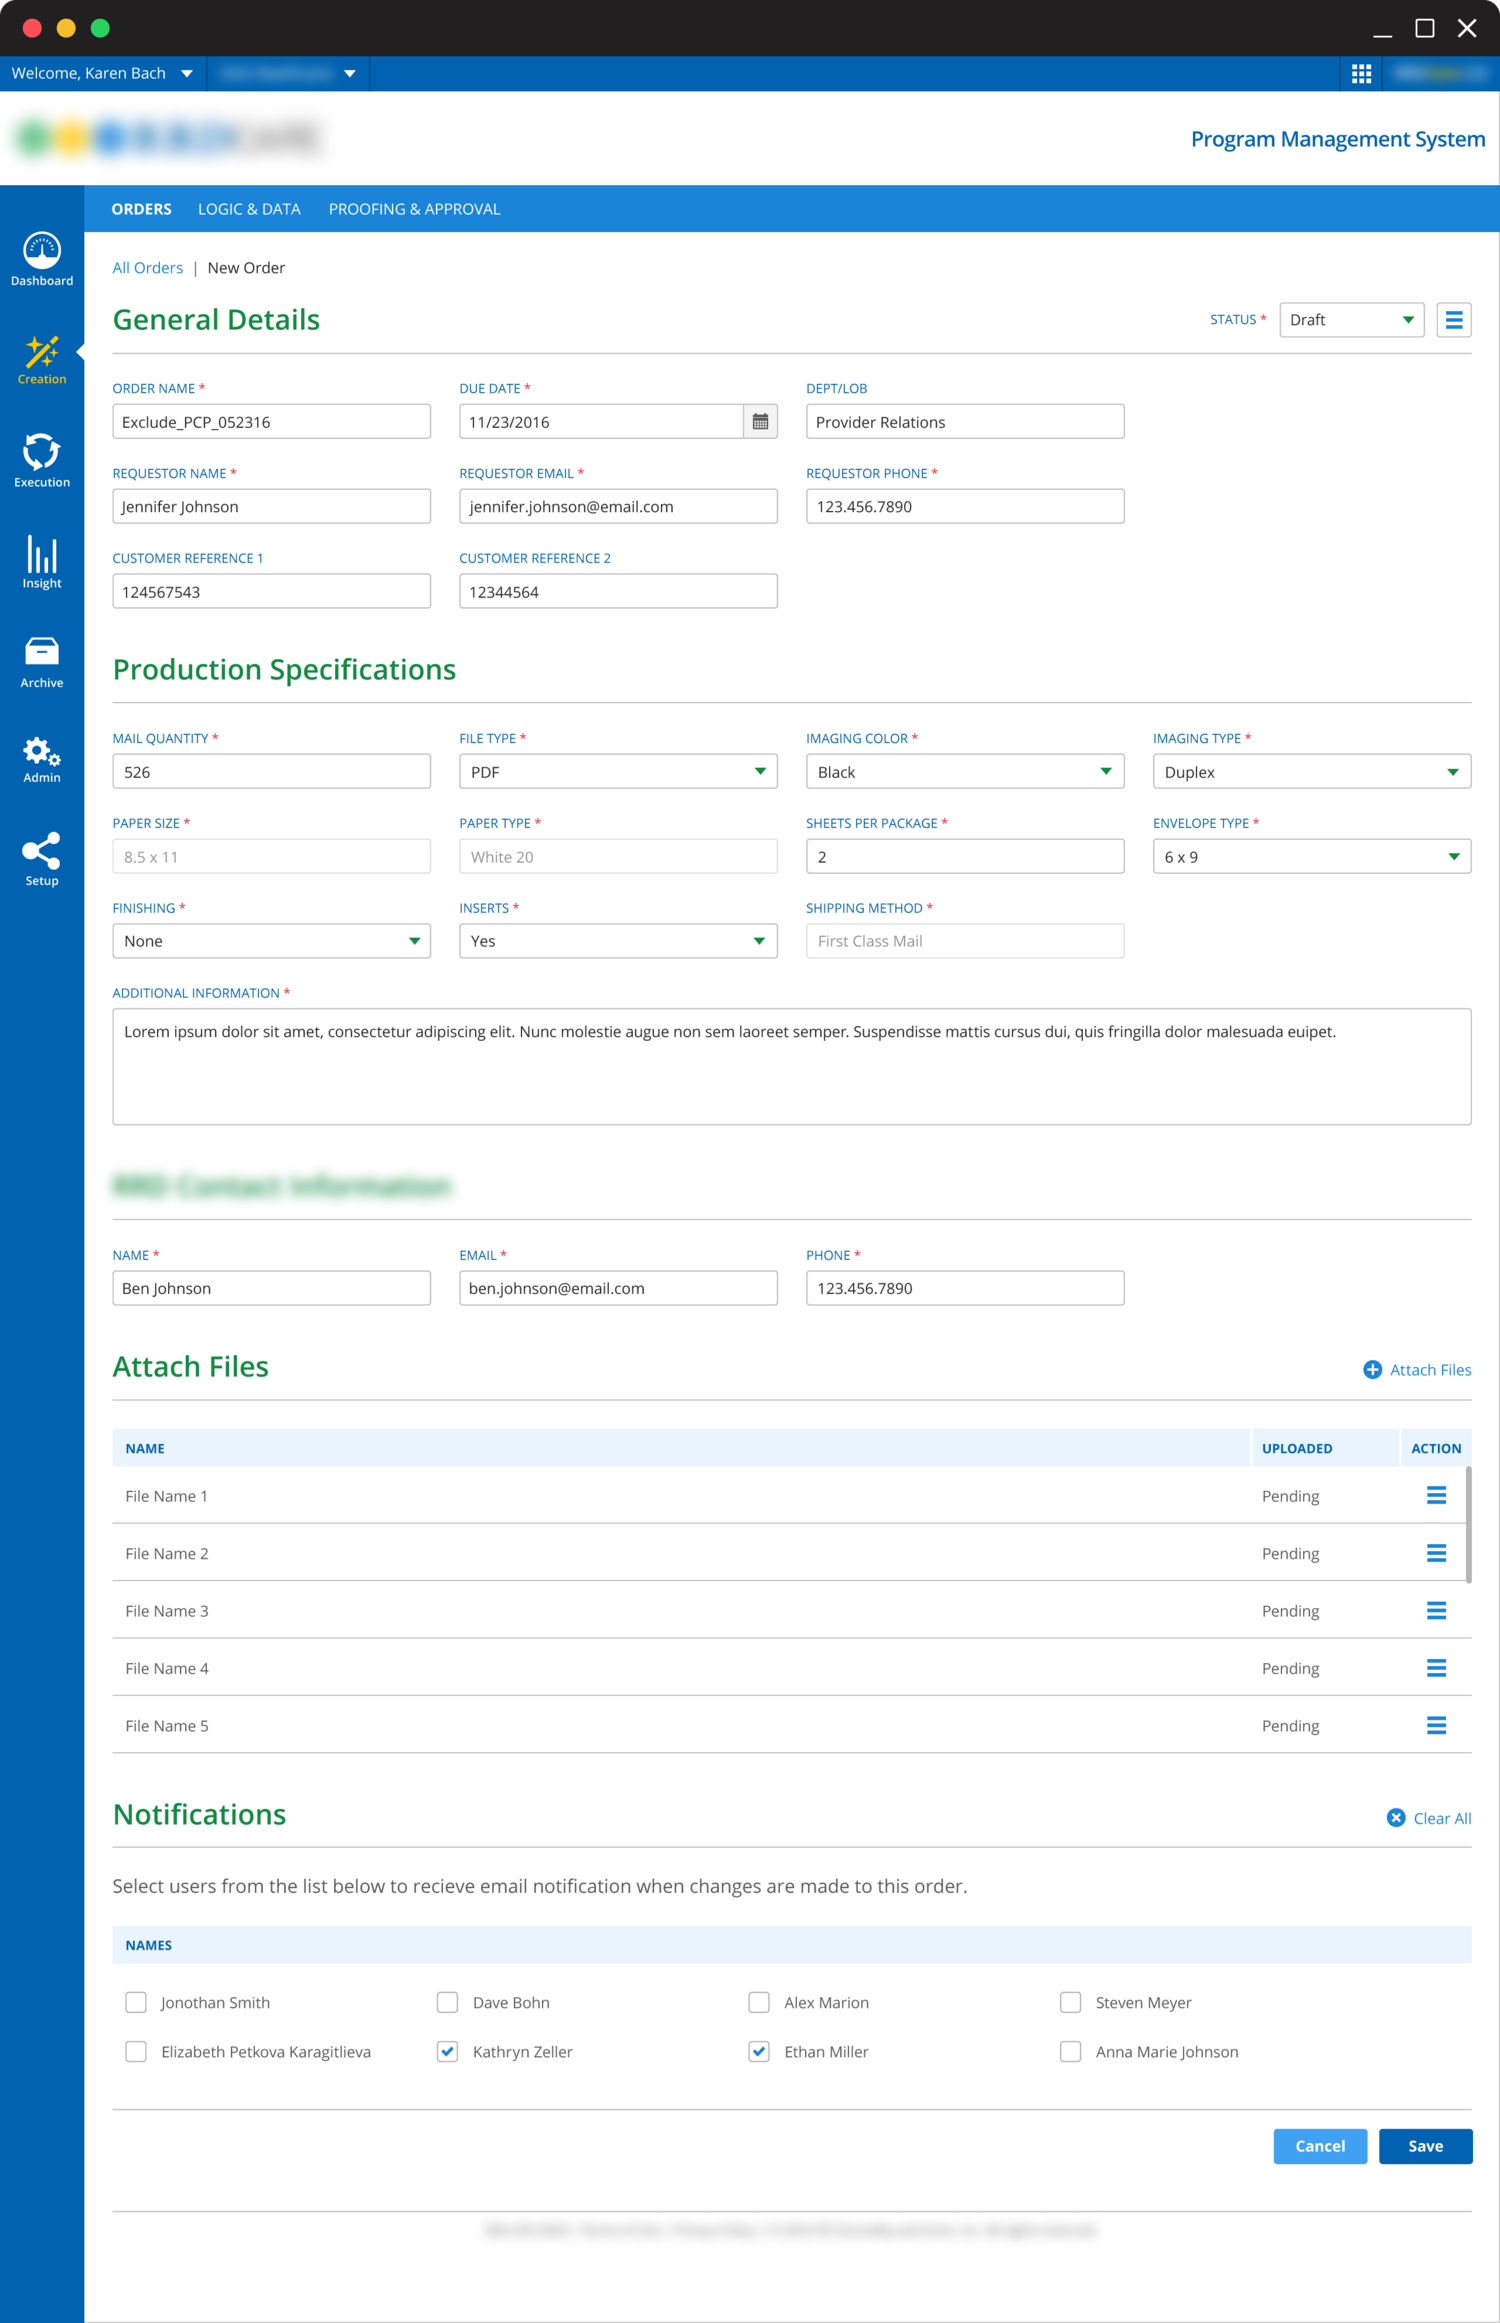 Welcome, Karen Bach
Program Management System
ORDERS LOGIC & DATA PROOFING & APPROVAL
Dashboard
Creation
Execution
Insight
Archive
Admin
Setup
All Orders | New Order
General Details
STATUS * Draft
ORDER NAME * DUE DATE * DEPT/LOB
Exclude_PCP_052316 11/23/2016 Provider Relations
REQUESTOR NAME * REQUESTOR EMAIL * REQUESTOR PHONE *
Jennifer Johnson jennifer.johnson@email.com 123.456.7890
CUSTOMER REFERENCE 1 CUSTOMER REFERENCE 2
124567543 12344564
Production Specifications
MAIL QUANTITY * FILE TYPE * IMAGING COLOR * IMAGING TYPE *
526 PDF Black Duplex
PAPER SIZE * PAPER TYPE * SHEETS PER PACKAGE * ENVELOPE TYPE *
8.5 x 11 White 20 2 6 x 9
FINISHING * INSERTS * SHIPPING METHOD *
None Yes First Class Mail
ADDITIONAL INFORMATION *
Lorem ipsum dolor sit amet, consectetur adipiscing elit. Nunc molestie augue non sem laoreet semper. Suspendisse mattis cursus dui, quis fringilla dolor malesuada euipet.
Contact Information
NAME * EMAIL * PHONE *
Ben Johnson ben.johnson@email.com 123.456.7890
Attach Files
Attach Files
NAME UPLOADED ACTION
File Name 1 Pending
File Name 2 Pending
File Name 3 Pending
File Name 4 Pending
File Name 5 Pending
Notifications
Clear All
Select users from the list below to recieve email notification when changes are made to this order.
NAMES
Jonothan Smith Dave Bohn Alex Marion Steven Meyer
Elizabeth Petkova Karagitlieva Kathryn Zeller Ethan Miller Anna Marie Johnson
Cancel Save